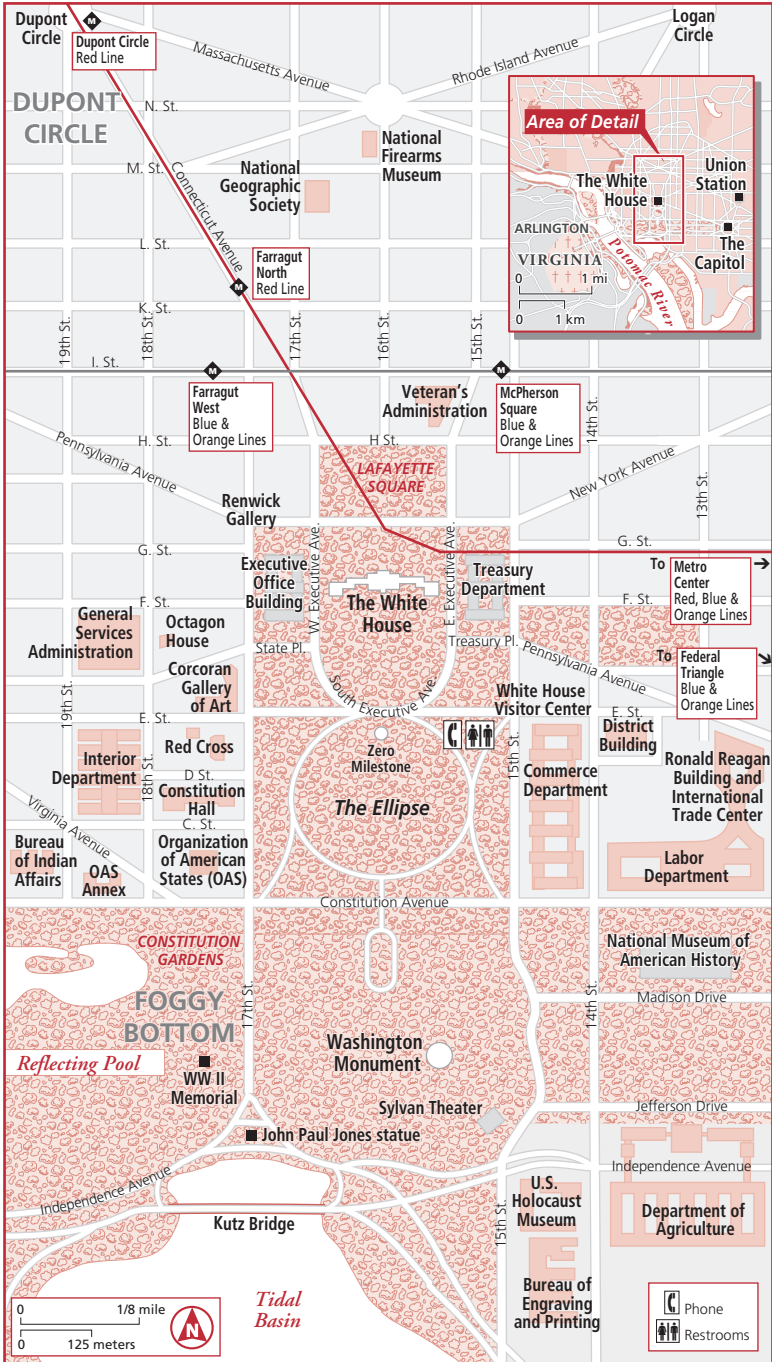 Dupont
Circle
Dupont Circle
Red Line
Logan
Circle
Massachusetts Avenue
Rhode Island Avenue
DUPONT
CIRCLE
N. St.
National
Firearms
Museum
M. St.
National
Geographic
Society
Connecticut Avenue
L. St.
Farragut
North
Red Line
K. St.
Area of Detail
The White
House
Union
Station
The
Capitol
ARLINGTON
VIRGINIA
Potomac River
0 1 mi
0 1 km
19th St.
18th St.
17th St.
16th St.
15th St.
I. St.
Farragut
West
Blue &
Orange Lines
Veteran's
Administration
McPherson
Square
Blue &
Orange Lines
14th St.
H. St.
H St.
Pennsylvania Avenue
LAFAYETTE
SQUARE
New York Avenue
13th St.
Renwick
Gallery
G. St.
G. St.
W. Executive Ave.
E. Executive Ave.
Executive
Office
Building
The White
House
Treasury
Department
To
Metro
Center
Red, Blue &
Orange Lines
F. St.
F. St.
General
Services
Administration
Octagon
House
State Pl.
Treasury Pl.
Pennsylvania Avenue
To
Federal
Triangle
Blue &
Orange Lines
Corcoran
Gallery
of Art
South Executive Ave.
White House
Visitor Center
19th St.
E. St.
E. St.
District
Building
Red Cross
Zero
Milestone
15th St.
Interior
Department
18th St.
D St.
Constitution
Hall
Commerce
Department
Ronald Reagan
Building and
International
Trade Center
The Ellipse
Virginia Avenue
C. St.
Bureau
of Indian
Affairs
OAS
Annex
Organization
of American
States (OAS)
Labor
Department
Constitution Avenue
CONSTITUTION
GARDENS
National Museum of
American History
FOGGY
BOTTOM
17th St.
14th St.
Madison Drive
Washington
Monument
Reflecting Pool
WW II
Memorial
Sylvan Theater
Jefferson Drive
John Paul Jones statue
Independence Avenue
Independence Avenue
Kutz Bridge
U.S.
Holocaust
Museum
Department of
Agriculture
15th St.
Bureau of
Engraving
and Printing
Tidal
Basin
0 1/8 mile
0 125 meters
N
Phone
Restrooms
M
M
M
M